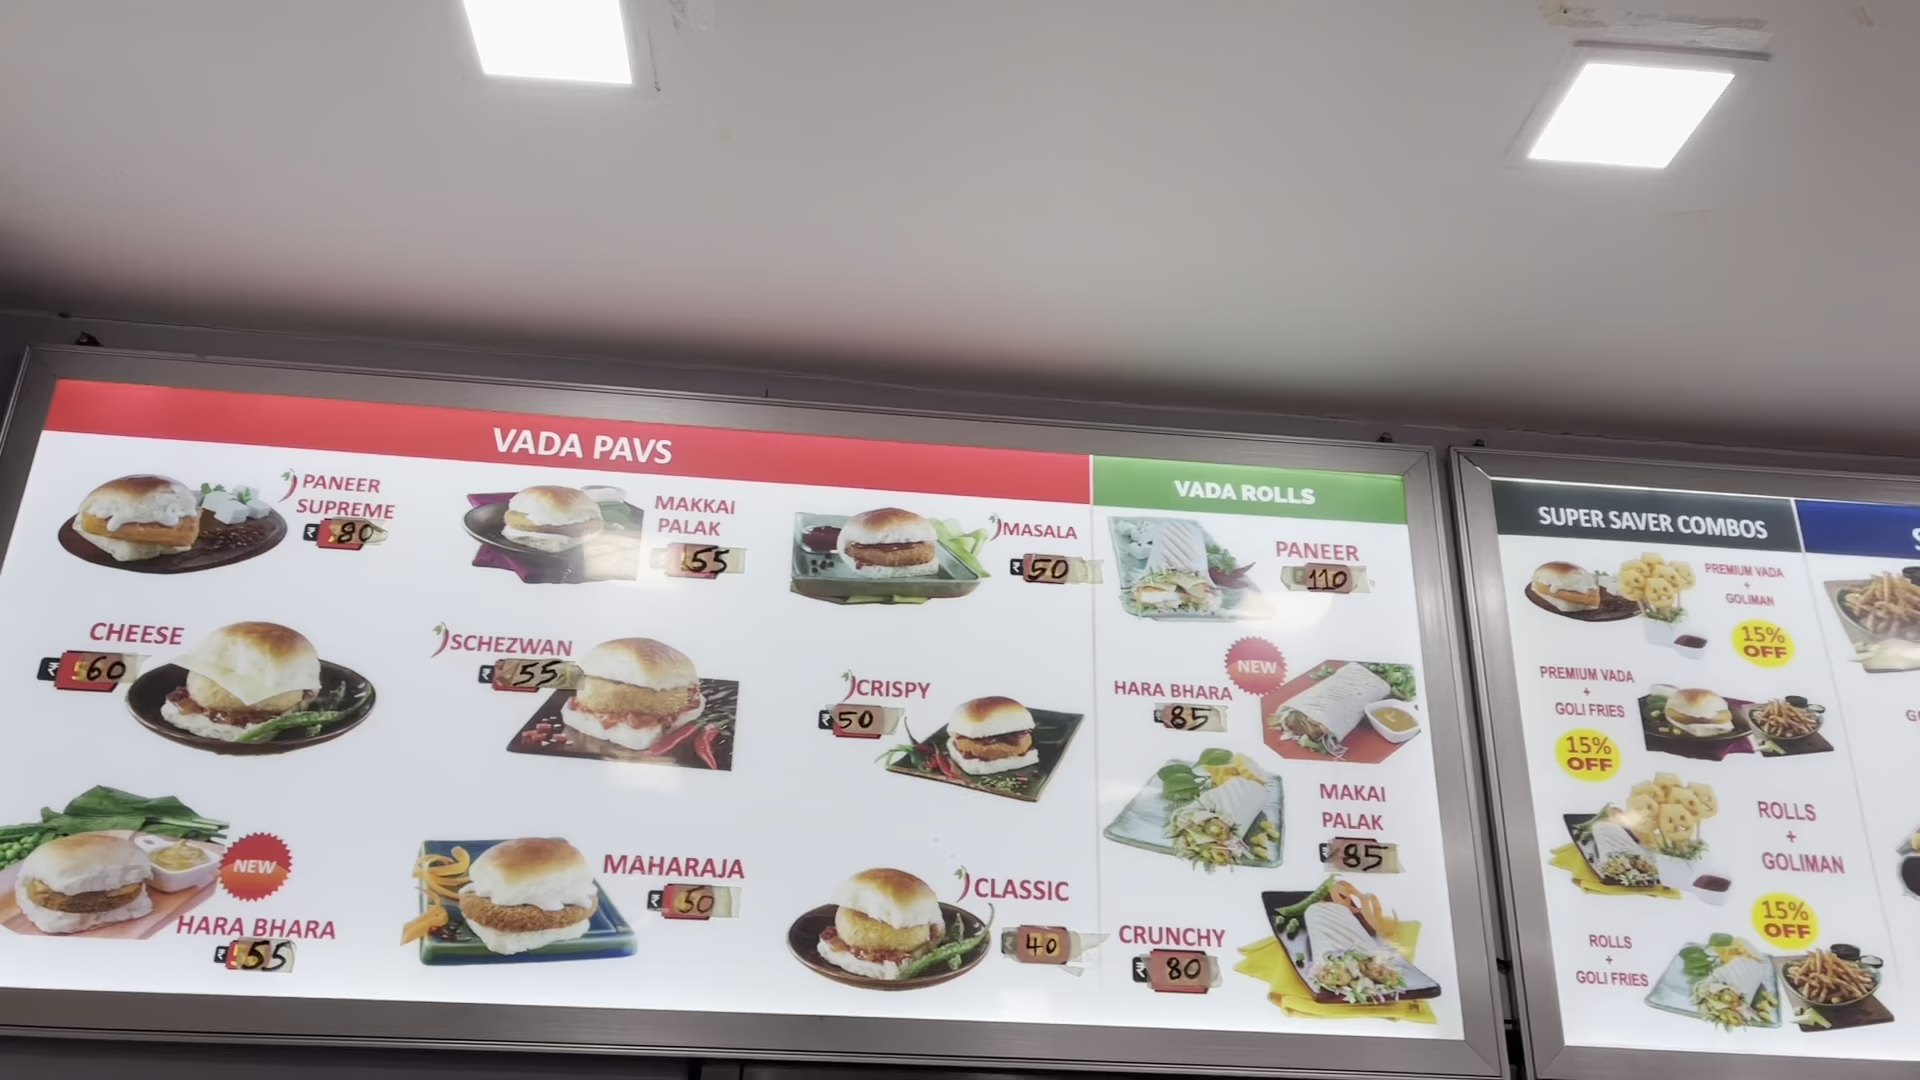 VADA PAVS
PANEER
SUPREME
80
MAKKAI
PALAK
55
MASALA
50
CHEESE
60
SCHEZWAN
55
CRISPY
50
NEW
HARA BHARA
55
MAHARAJA
50
CLASSIC
40
VADA ROLLS
PANEER
110
NEW
HARA BHARA
85
MAKAI
PALAK
85
CRUNCHY
80
SUPER SAVER COMBOS
PREMIUM VADA
+
GOLIMAN
15%
OFF
PREMIUM VADA
+
GOLI FRIES
15%
OFF
ROLLS
+
GOLIMAN
15%
OFF
ROLLS
+
GOLI FRIES